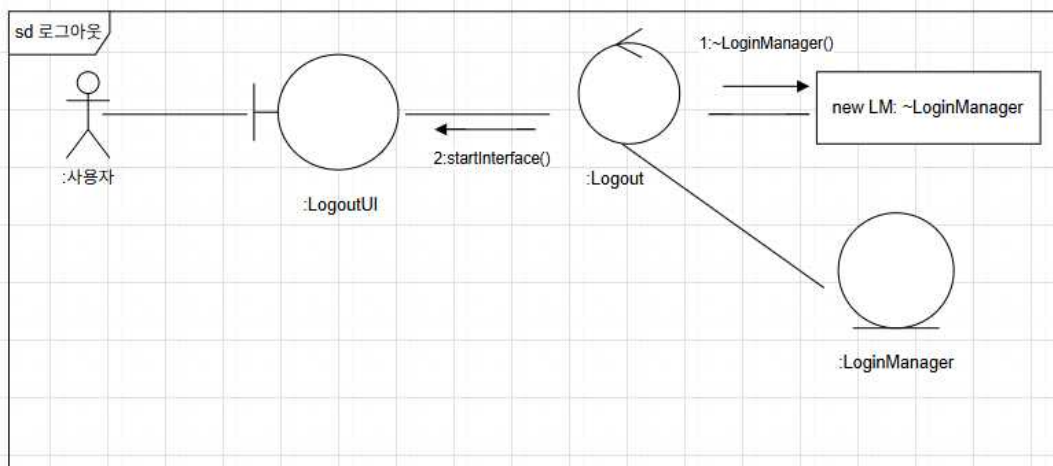 sd 로그아웃
1:~LoginManager()
new LM: ~LoginManager
2:startInterface()
:사용자
:LogoutUI
:Logout
:LoginManager